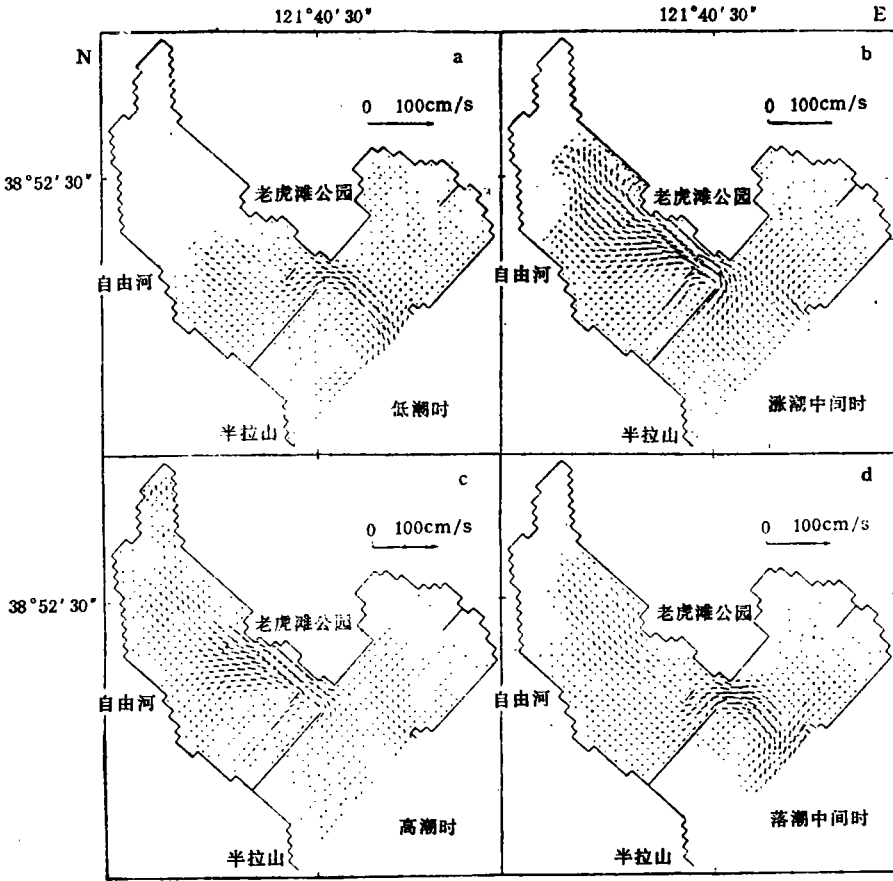 121°40′30″
121°40′30″
E
N
a
0 100cm/s
38°52′30″
老虎滩公园
自由河
半拉山
低潮时
b
0 100cm/s
老虎滩公园
自由河
半拉山
涨潮中间时
c
0 100cm/s
38°52′30″
老虎滩公园
自由河
半拉山
高潮时
d
0 100cm/s
老虎滩公园
自由河
半拉山
落潮中间时